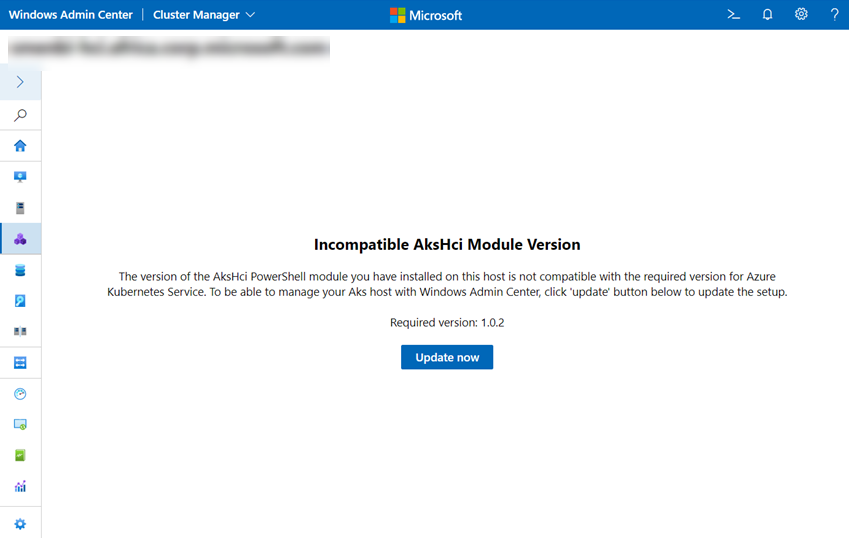 Windows Admin Center | Cluster Manager
Microsoft
Incompatible AksHci Module Version
The version of the AksHci PowerShell module you have installed on this host is not compatible with the required version for Azure
Kubernetes Service. To be able to manage your Aks host with Windows Admin Center, click 'update' button below to update the setup.
Required version: 1.0.2
Update now